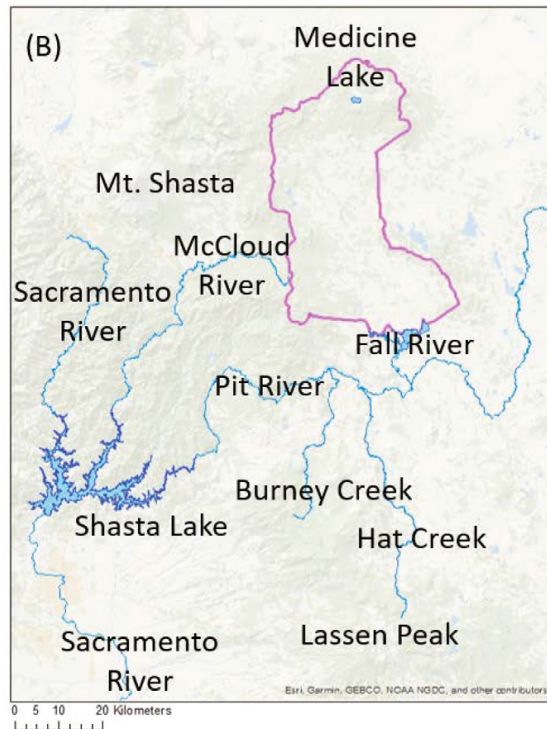 (B)
Medicine
Lake
Mt. Shasta
McCloud
River
Sacramento
River
Fall River
Pit River
Burney Creek
Shasta Lake
Hat Creek
Lassen Peak
Sacramento
River
Esri, Garmin, GEBCO, NOAA NGDC, and other contributors
0 5 10 20 Kilometers